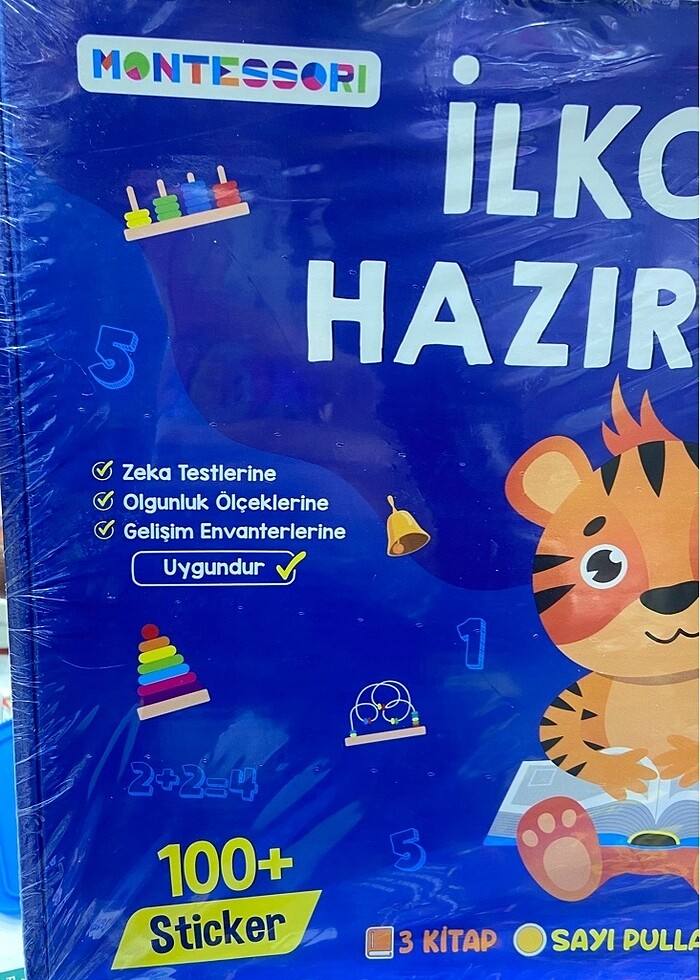 MONTESSORI
İLKO
HAZIR
5
Zeka Testlerine
Olgunluk Ölçeklerine
Gelişim Envanterlerine
Uygundur
1
2+2=4
5
100+
Sticker
3 KİTAP
SAYI PULLA